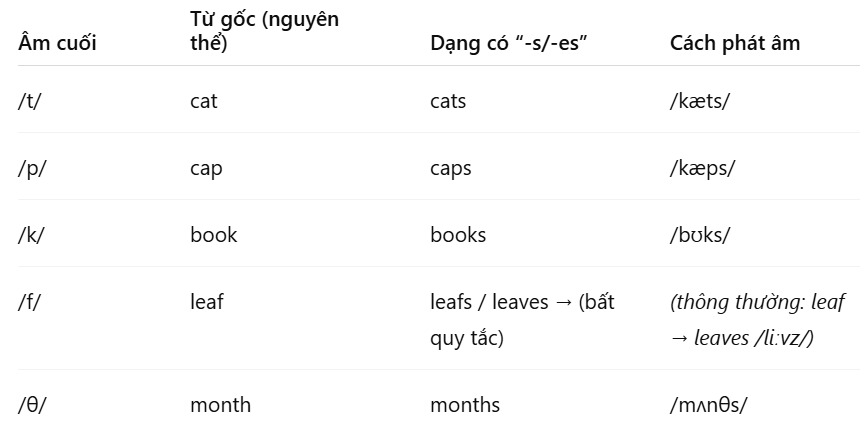 Âm cuối	Từ gốc (nguyên thể)	Dạng có “-s/-es”	Cách phát âm
/t/	cat	cats	/kæts/
/p/	cap	caps	/kæps/
/k/	book	books	/bʊks/
/f/	leaf	leafs / leaves → (bất quy tắc)	(thông thường: leaf → leaves /liːvz/)
/θ/	month	months	/mʌnθs/